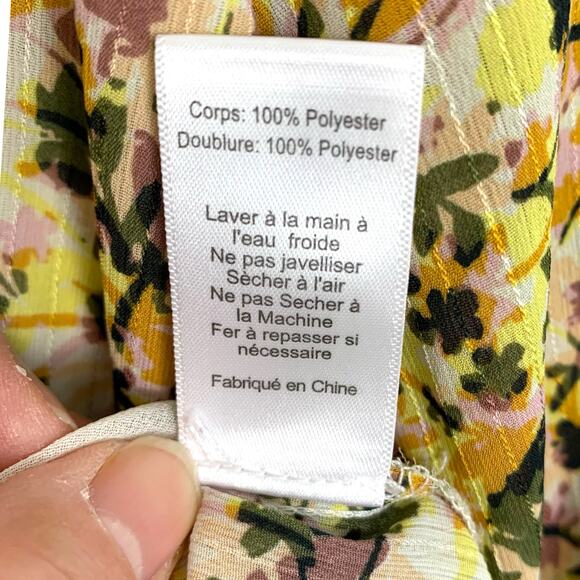 Corps: 100% Polyester
Doublure: 100% Polyester
Laver à la main à
l'eau froide
Ne pas javelliser
Sècher à l'air
Ne pas Secher à
la Machine
Fer à repasser si
nécessaire
Fabriqué en Chine